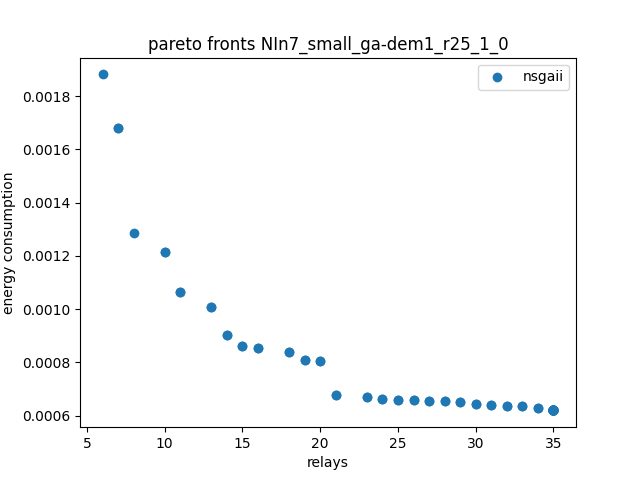 pareto fronts NIn7_small_ga-dem1_r25_1_0
nsgaii
energy consumption
0.0018
0.0016
0.0014
0.0012
0.0010
0.0008
0.0006
5 10 15 20 25 30 35
relays